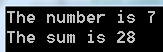 The number is 7
The sum is 28